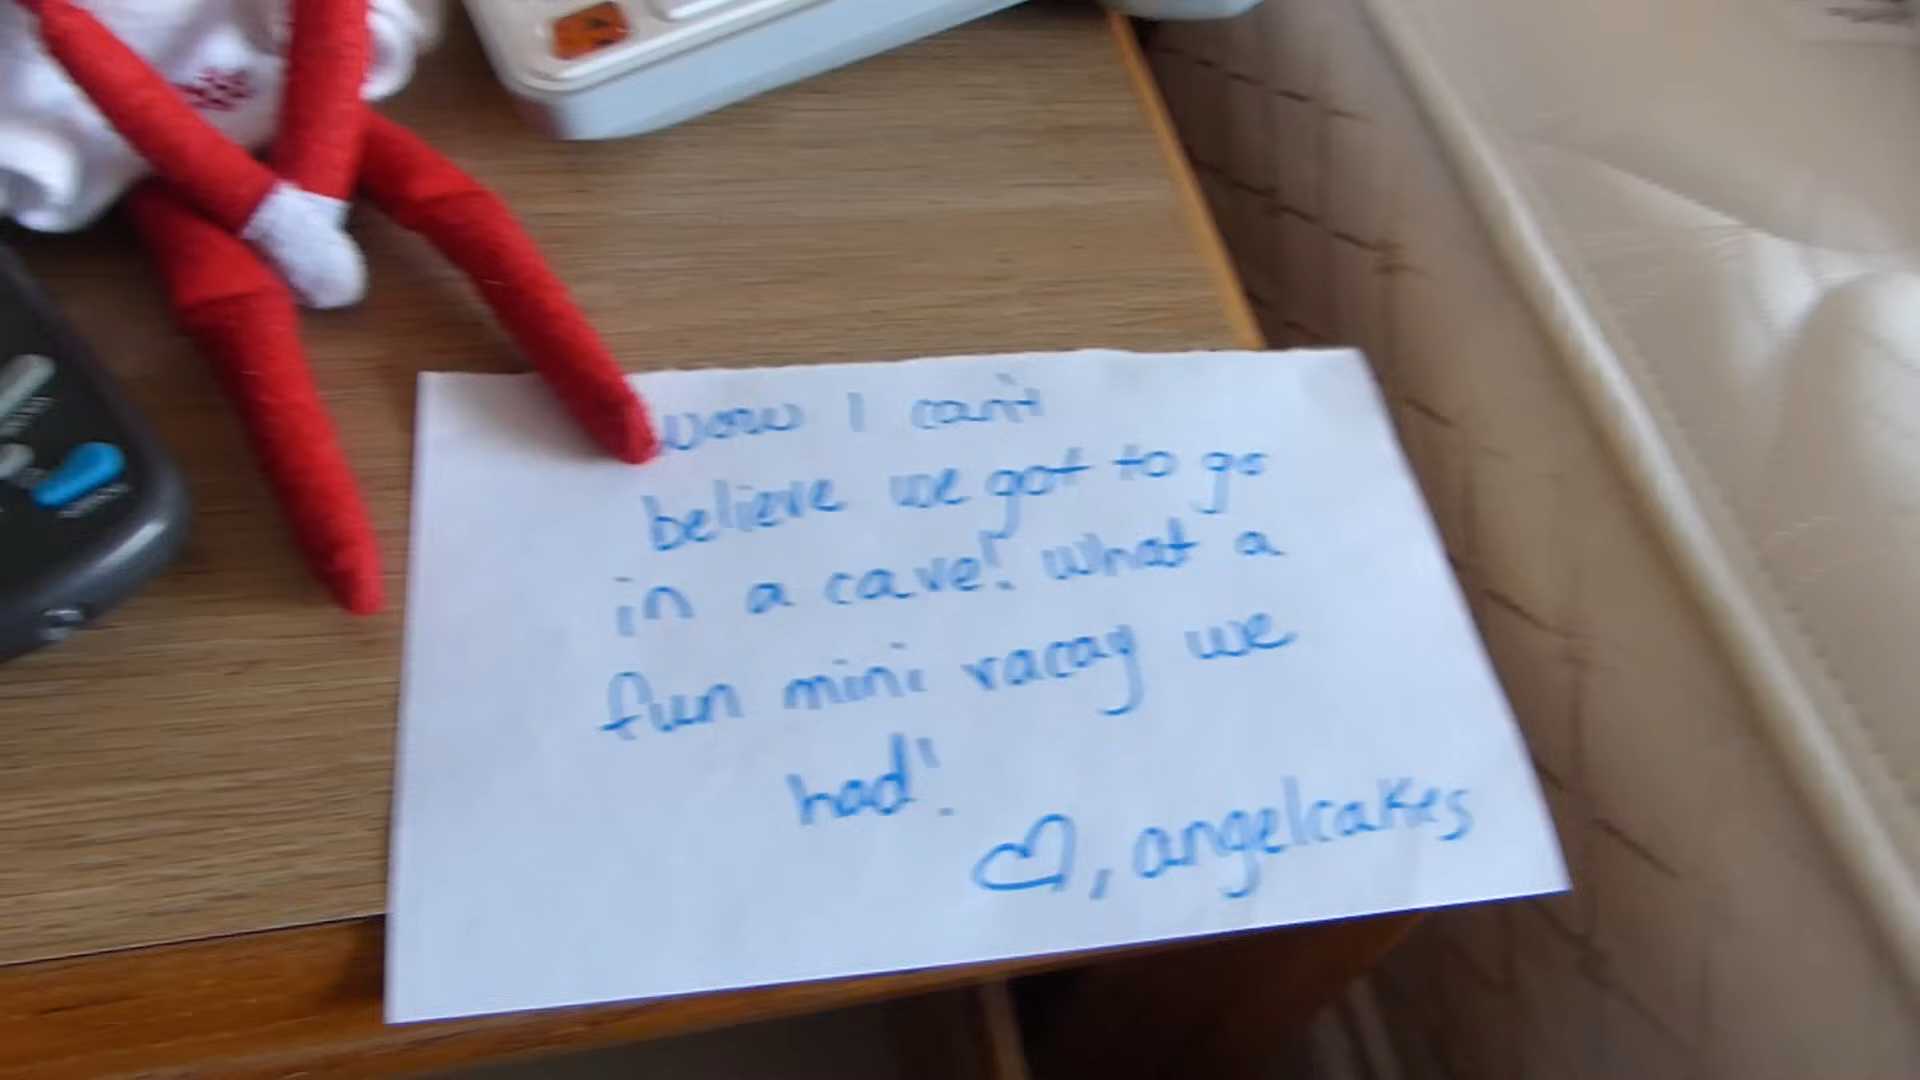 wow I can't
believe we got to go
in a cave! what a
fun mini vacay we
had!
♡, angelcakes